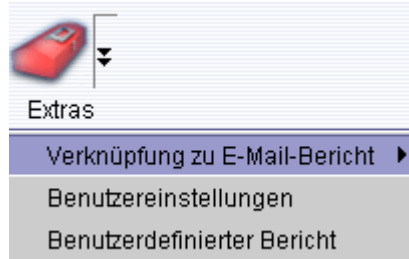 Extras
Verknüpfung zu E-Mail-Bericht
Benutzereinstellungen
Benutzerdefinierter Bericht